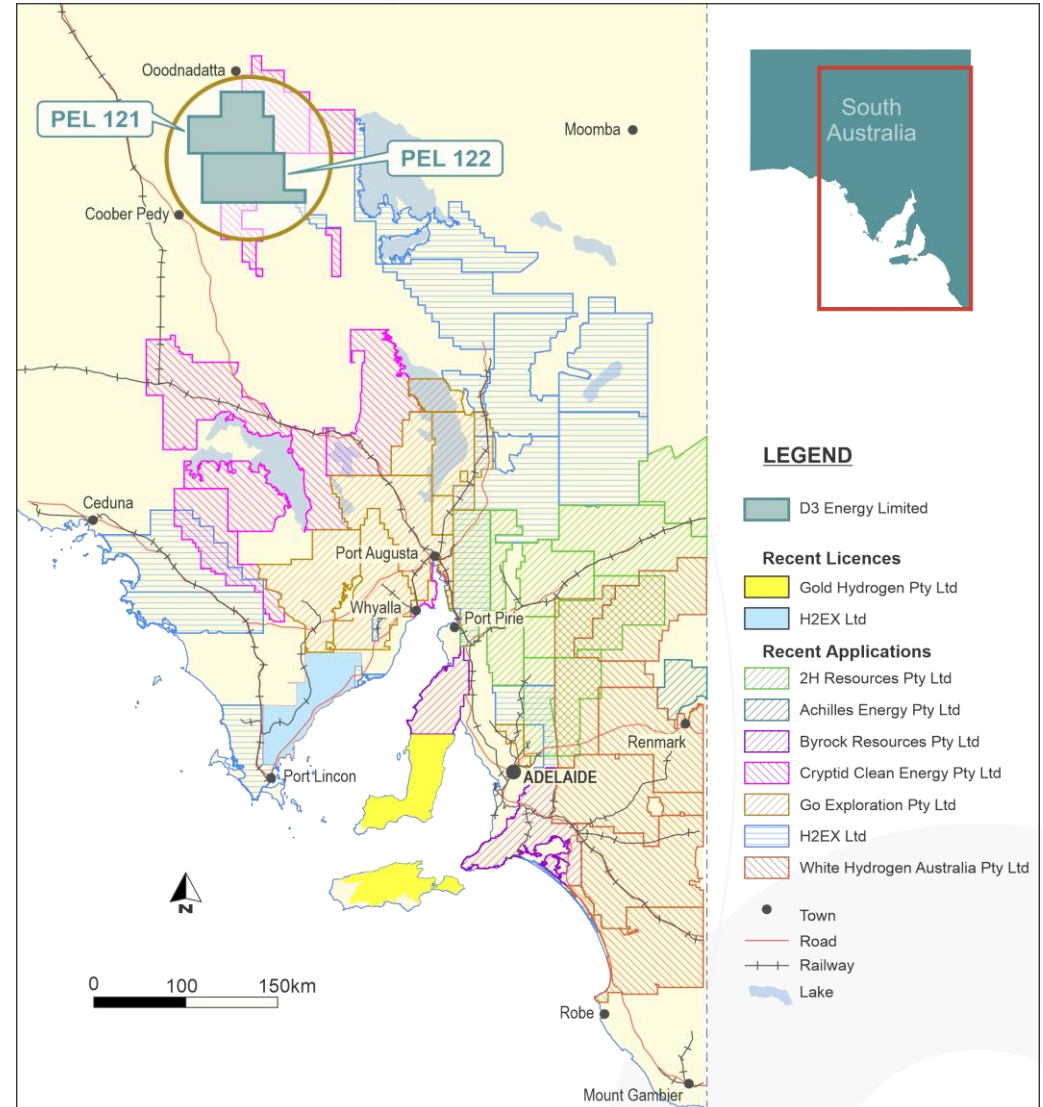 Ooodnadatta
PEL 121
Moomba
PEL 122
Coober Pedy
Ceduna
Port Augusta
Whyalla
Port Pirie
Renmark
Port Lincon
ADELAIDE
N
0 100 150km
Robe
Mount Gambier
South
Australia
LEGEND
D3 Energy Limited
Recent Licences
Gold Hydrogen Pty Ltd
H2EX Ltd
Recent Applications
2H Resources Pty Ltd
Achilles Energy Pty Ltd
Byrock Resources Pty Ltd
Cryptid Clean Energy Pty Ltd
Go Exploration Pty Ltd
H2EX Ltd
White Hydrogen Australia Pty Ltd
Town
Road
Railway
Lake